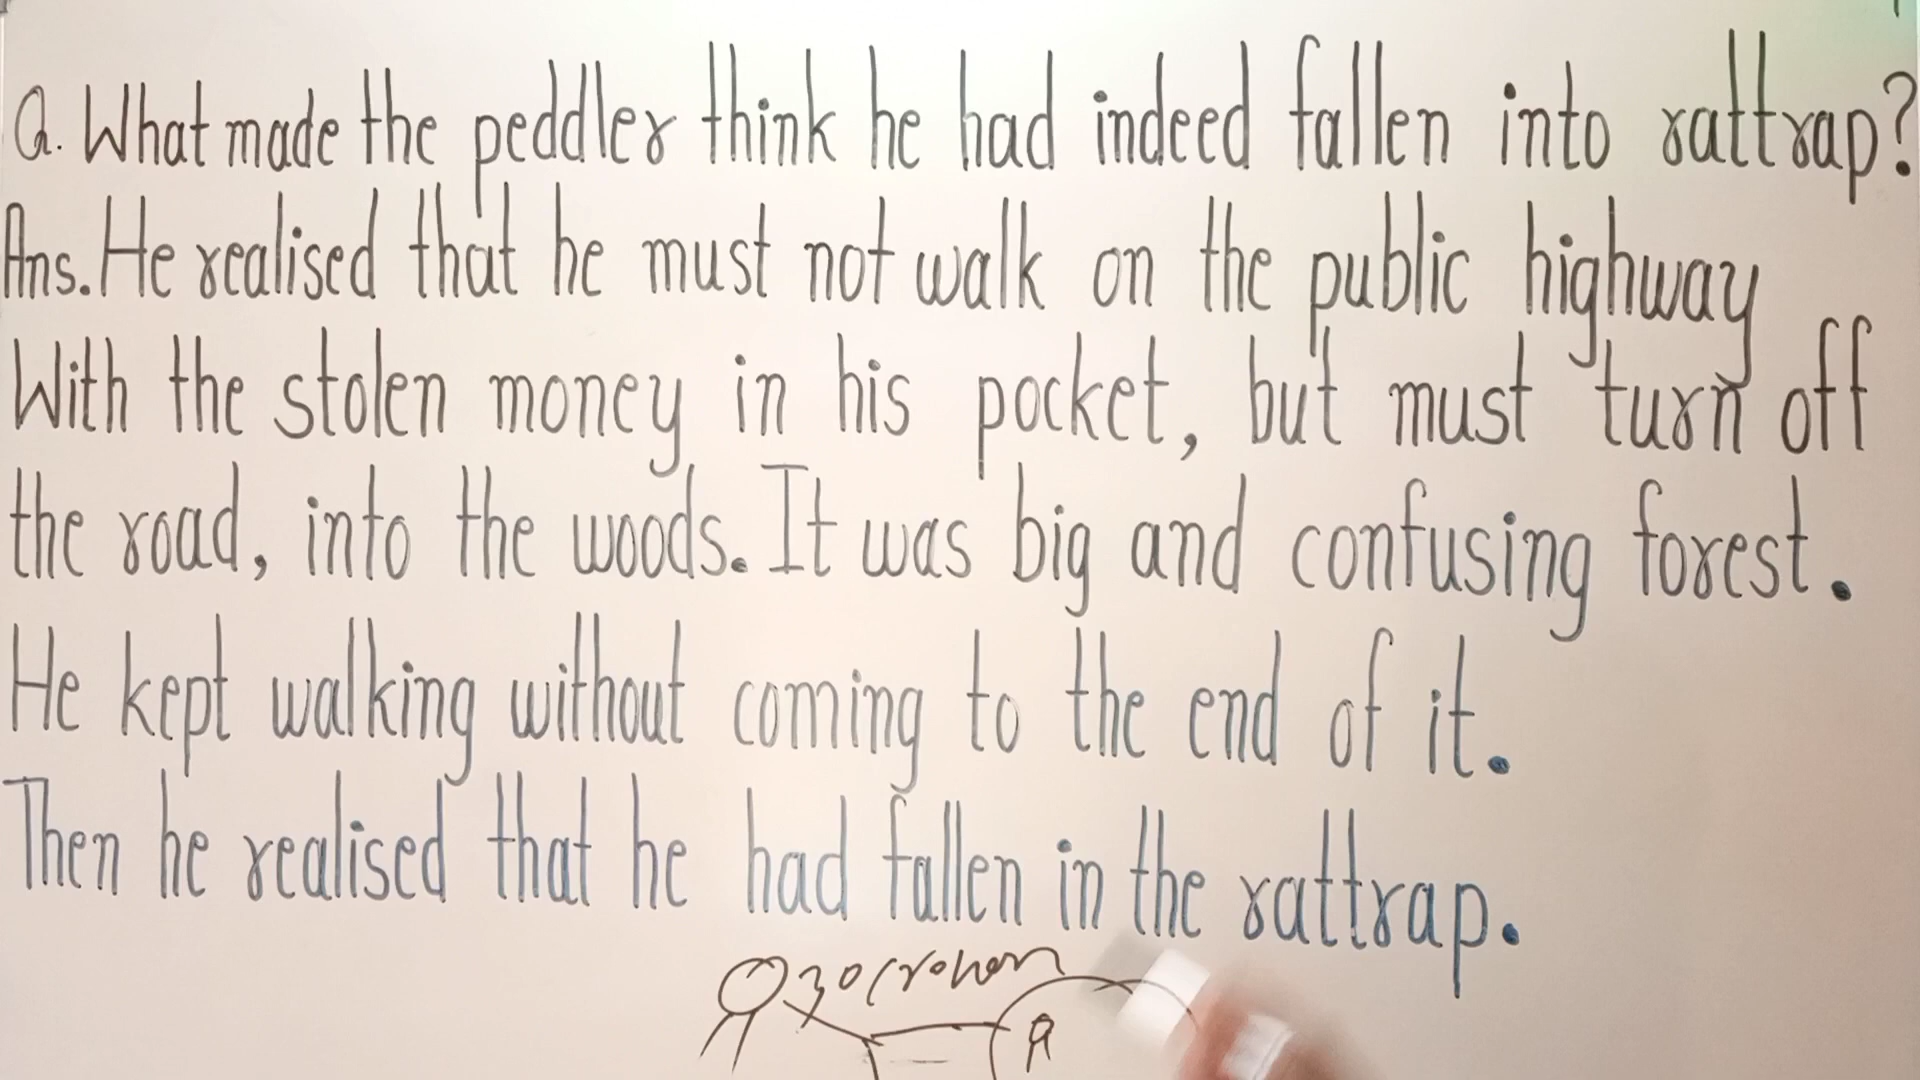 Q. What made the peddler think he had indeed fallen into rattrap?
Ans. He realised that he must not walk on the public highway
With the stolen money in his pocket, but must turn off
the road, into the woods. It was big and confusing forest.
He kept walking without coming to the end of it.
Then he realised that he had fallen in the rattrap.
30